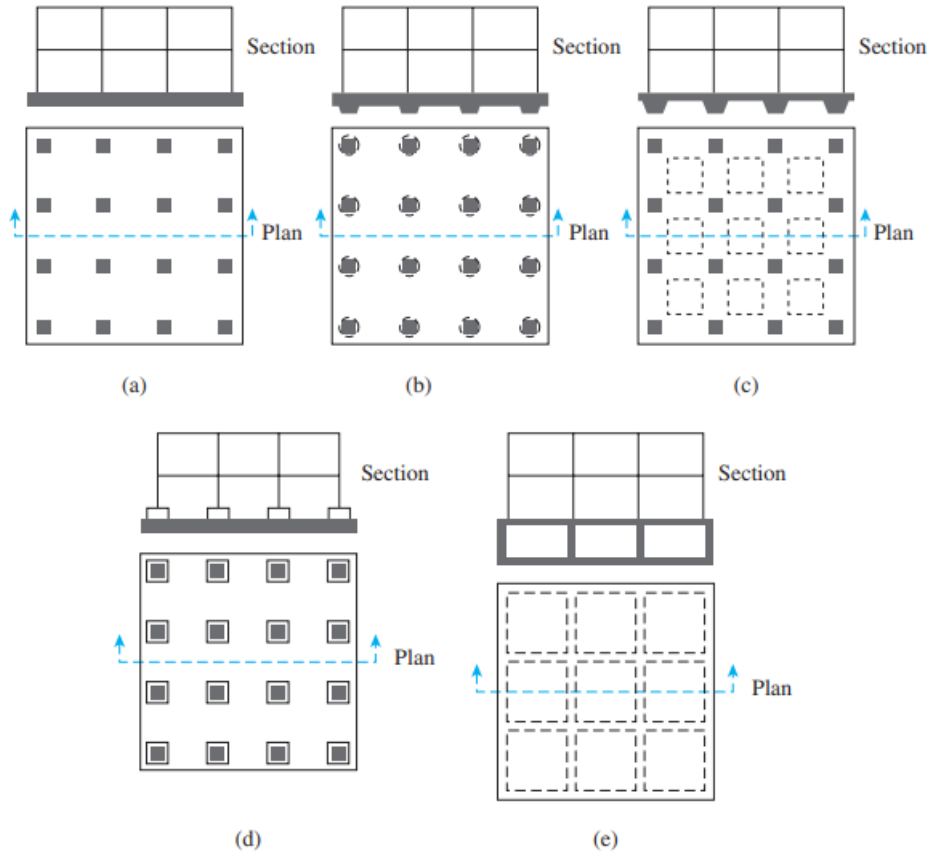 Section
Section
Section
Plan
Plan
Plan
(a)
(b)
(c)
Section
Section
Plan
Plan
(d)
(e)